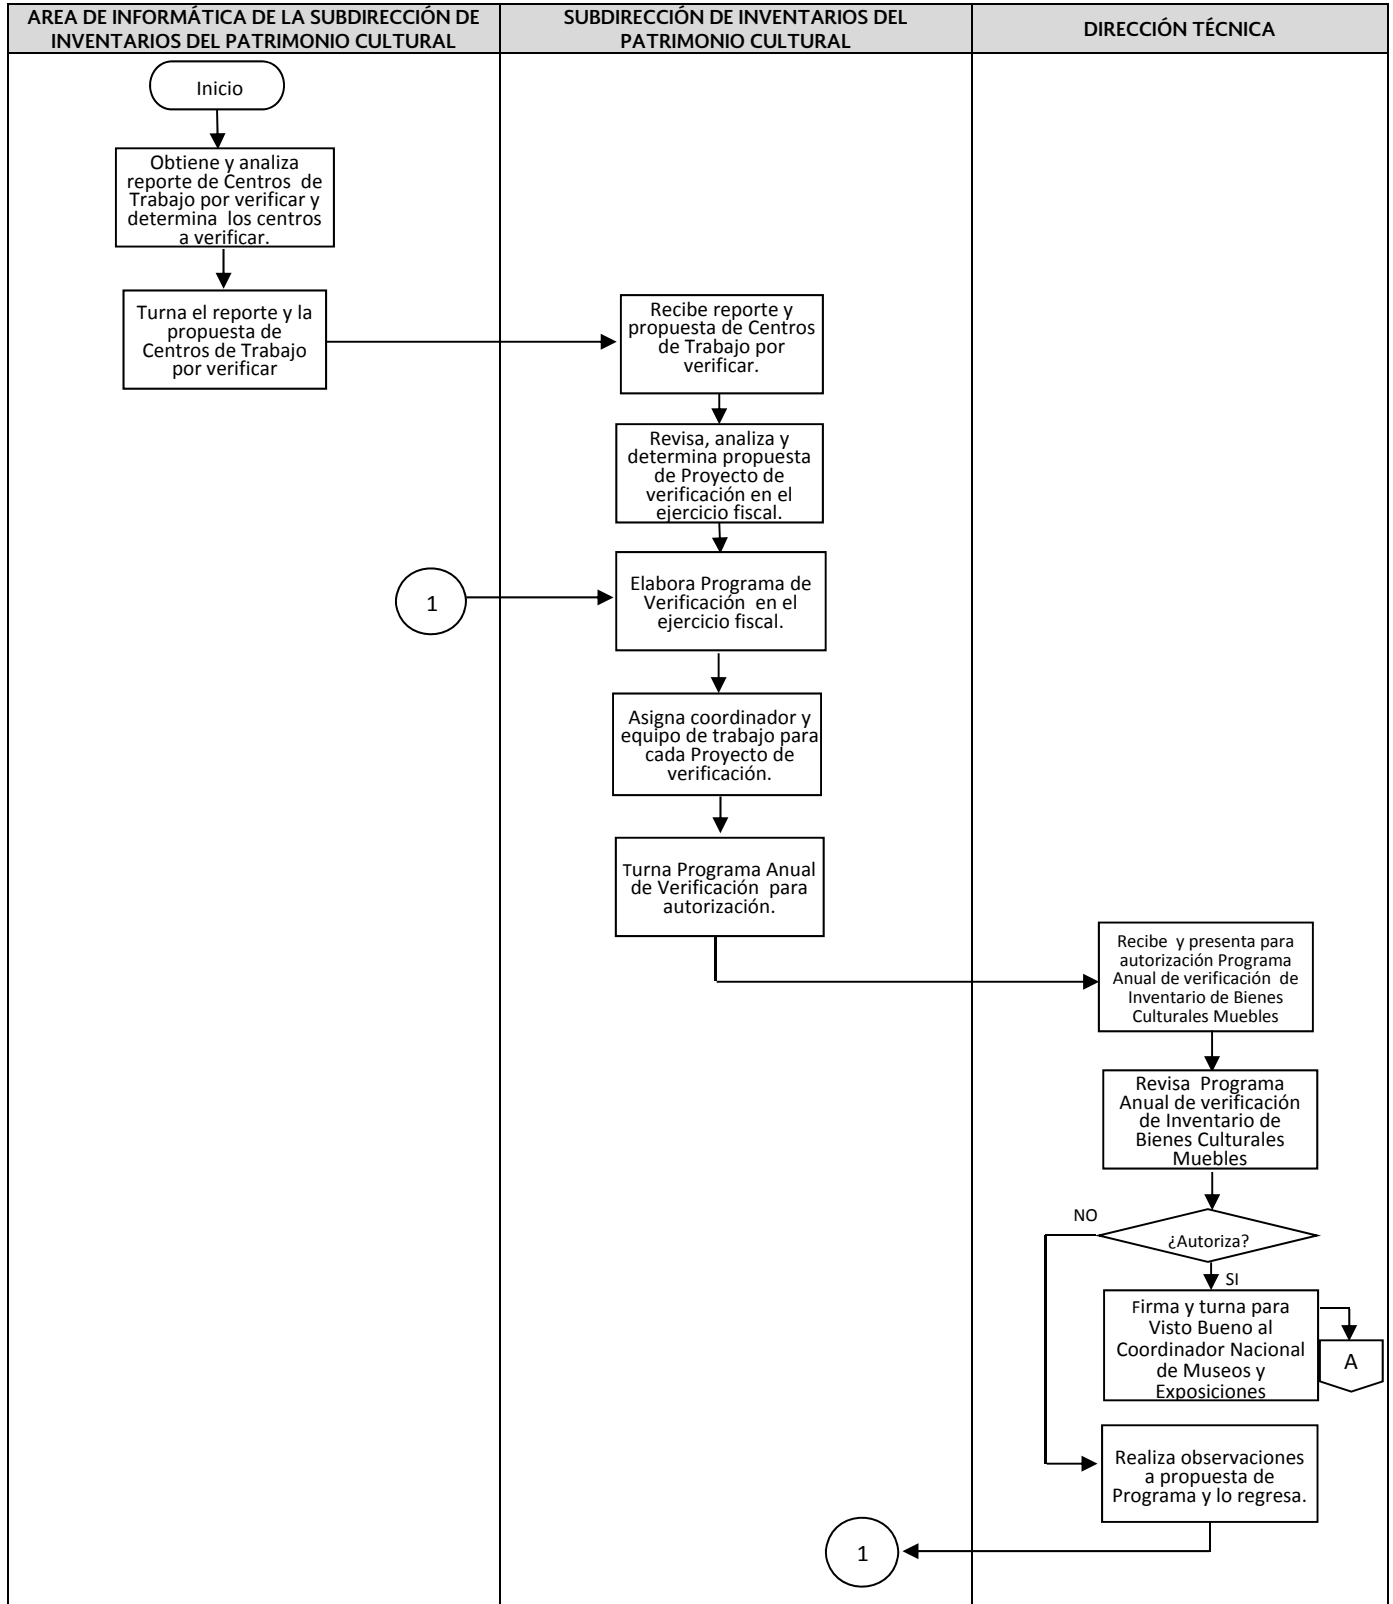 AREA DE INFORMÁTICA DE LA SUBDIRECCIÓN DE
INVENTARIOS DEL PATRIMONIO CULTURAL
SUBDIRECCIÓN DE INVENTARIOS DEL
PATRIMONIO CULTURAL
DIRECCIÓN TÉCNICA
Inicio
Obtiene y analiza
reporte de Centros de
Trabajo por verificar y
determina los centros
a verificar.
Turna el reporte y la
propuesta de
Centros de Trabajo
por verificar
Recibe reporte y
propuesta de Centros
de Trabajo por
verificar.
Revisa, analiza y
determina propuesta
de Proyecto de
verificación en el
ejercicio fiscal.
1
Elabora Programa de
Verificación en el
ejercicio fiscal.
Asigna coordinador y
equipo de trabajo para
cada Proyecto de
verificación.
Turna Programa Anual
de Verificación para
autorización.
Recibe y presenta para
autorización Programa
Anual de verificación de
Inventario de Bienes
Culturales Muebles
Revisa Programa
Anual de verificación
de Inventario de
Bienes Culturales
Muebles
NO
¿Autoriza?
SI
Firma y turna para
Visto Bueno al
Coordinador Nacional
de Museos y
Exposiciones
A
Realiza observaciones
a propuesta de
Programa y lo regresa.
1